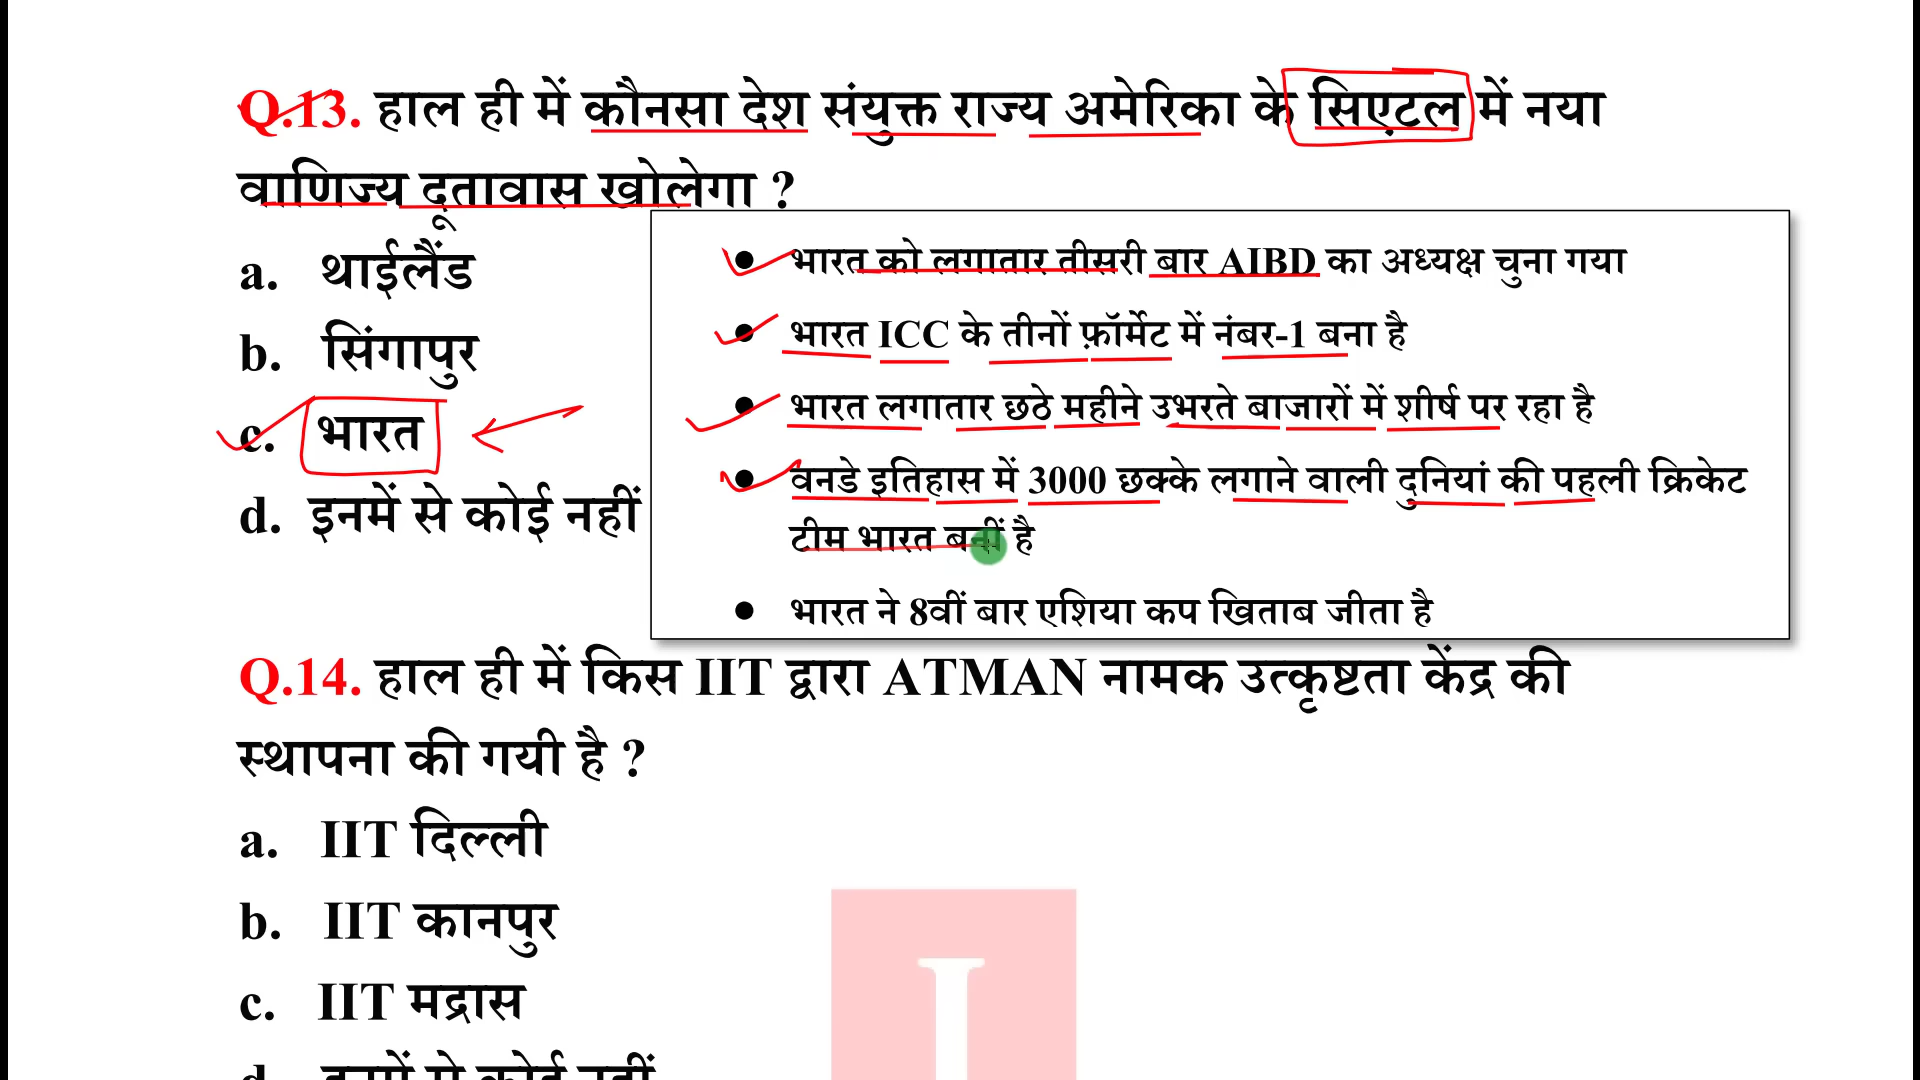 Q.13. हाल ही में कौनसा देश संयुक्त राज्य अमेरिका के सिएटल में नया
वाणिज्य दूतावास खोलेगा ?
a. थाईलैंड
b. सिंगापुर
c. भारत
d. इनमें से कोई नहीं
● भारत को लगातार तीसरी बार AIBD का अध्यक्ष चुना गया
● भारत ICC के तीनों फ़ॉर्मेट में नंबर-1 बना है
● भारत लगातार छठे महीने उभरते बाजारों में शीर्ष पर रहा है
● वनडे इतिहास में 3000 छक्के लगाने वाली दुनियां की पहली क्रिकेट
टीम भारत बनीं है
● भारत ने 8वीं बार एशिया कप खिताब जीता है
Q.14. हाल ही में किस IIT द्वारा ATMAN नामक उत्कृष्टता केंद्र की
स्थापना की गयी है ?
a. IIT दिल्ली
b. IIT कानपुर
c. IIT मद्रास
d. इनमें से कोई नहीं
I